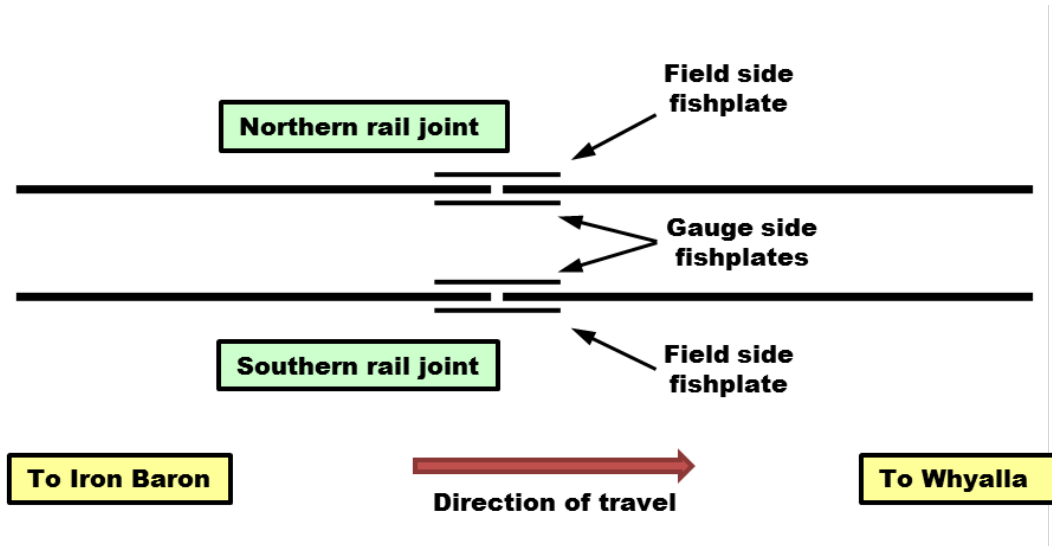 Field side
fishplate
Northern rail joint
Gauge side
fishplates
Southern rail joint
Field side
fishplate
To Iron Baron
Direction of travel
To Whyalla